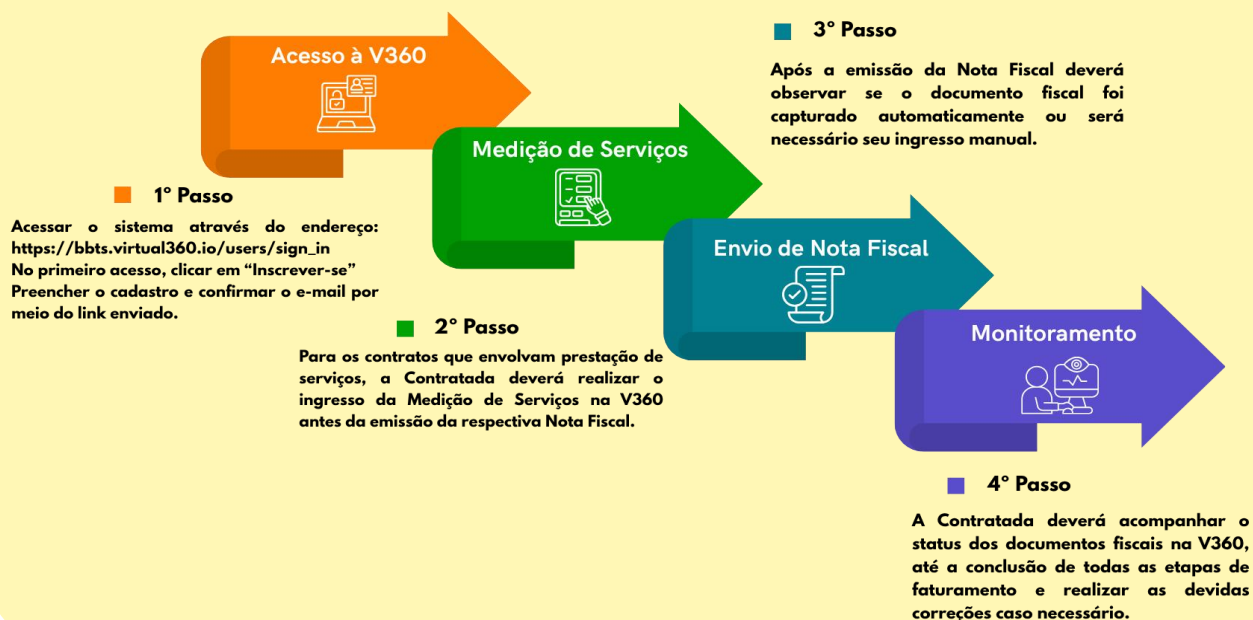 Acesso à V360
1º Passo
Acessar o sistema através do endereço:
https://bbts.virtual360.io/users/sign_in
No primeiro acesso, clicar em “Inscrever-se”
Preencher o cadastro e confirmar o e-mail por
meio do link enviado.
Medição de Serviços
2º Passo
Para os contratos que envolvam prestação de
serviços, a Contratada deverá realizar o
ingresso da Medição de Serviços na V360
antes da emissão da respectiva Nota Fiscal.
3º Passo
Após a emissão da Nota Fiscal deverá
observar se o documento fiscal foi
capturado automaticamente ou será
necessário seu ingresso manual.
Envio de Nota Fiscal
Monitoramento
4º Passo
A Contratada deverá acompanhar o
status dos documentos fiscais na V360,
até a conclusão de todas as etapas de
faturamento e realizar as devidas
correções caso necessário.